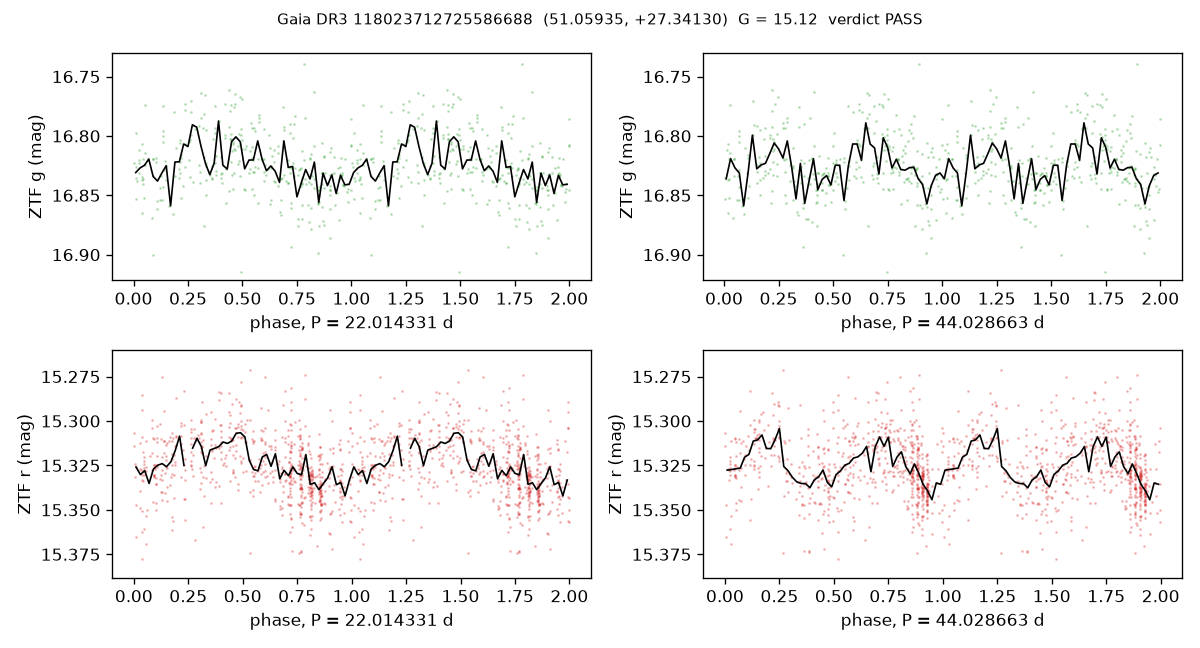 Gaia DR3 118023712725586688  (51.05935, +27.34130)  G = 15.12  verdict PASS
ZTF g (mag)
16.75
16.80
16.85
16.90
0.00 0.25 0.50 0.75 1.00 1.25 1.50 1.75 2.00
phase, P = 22.014331 d
ZTF g (mag)
16.75
16.80
16.85
16.90
0.00 0.25 0.50 0.75 1.00 1.25 1.50 1.75 2.00
phase, P = 44.028663 d
ZTF r (mag)
15.275
15.300
15.325
15.350
15.375
0.00 0.25 0.50 0.75 1.00 1.25 1.50 1.75 2.00
phase, P = 22.014331 d
ZTF r (mag)
15.275
15.300
15.325
15.350
15.375
0.00 0.25 0.50 0.75 1.00 1.25 1.50 1.75 2.00
phase, P = 44.028663 d